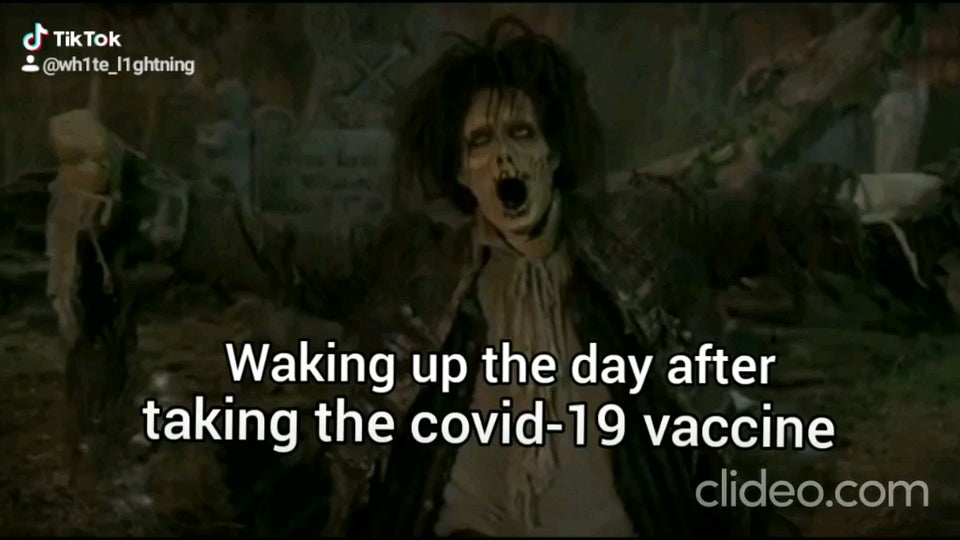 TikTok
@wh1te_l1ghtning
Waking up the day after
taking the covid-19 vaccine
clideo.com